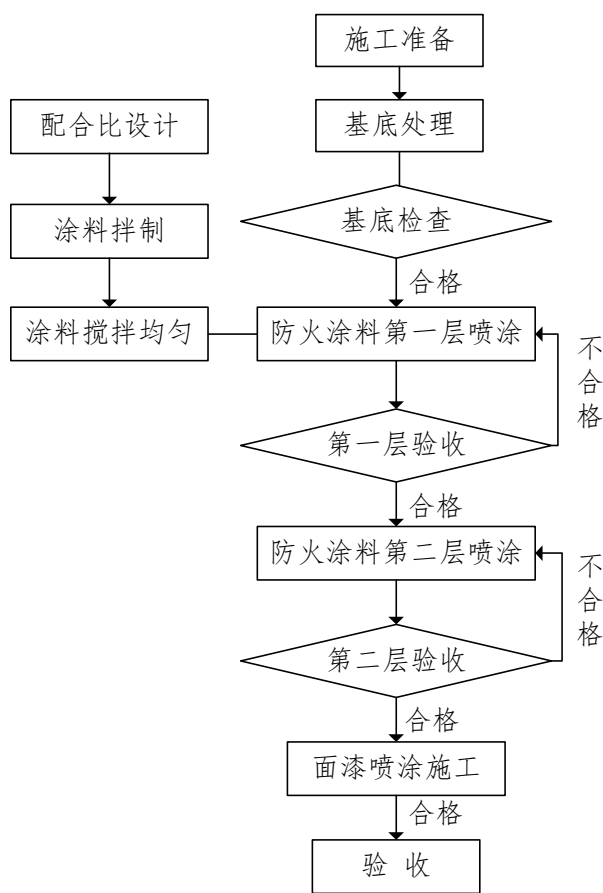 施工准备
配合比设计
基底处理
涂料拌制
基底检查
合格
涂料搅拌均匀
防火涂料第一层喷涂
不合格
第一层验收
合格
防火涂料第二层喷涂
不合格
第二层验收
合格
面漆喷涂施工
合格
验 收